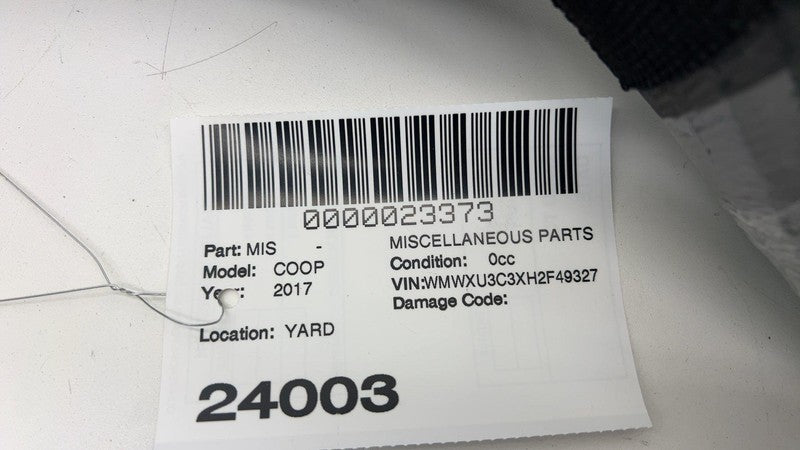 0000023373
Part: MIS - MISCELLANEOUS PARTS
Model: COOP Condition: 0cc
Year: 2017 VIN:WMWXU3C3XH2F49327
Damage Code:
Location: YARD
24003